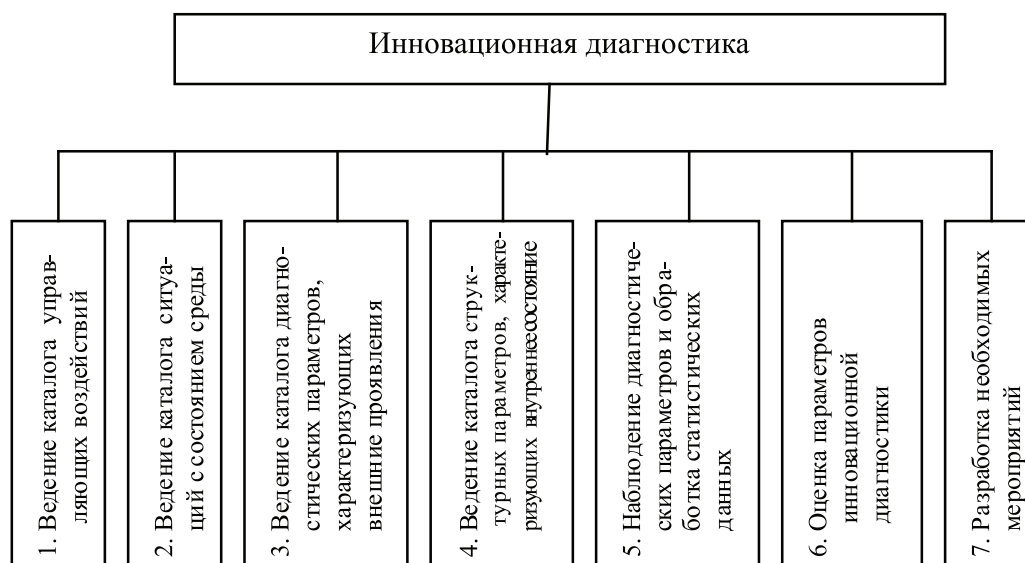 Инновационная диагностика
1. Ведение каталога управ-
ляющих воздействий
2. Ведение каталога ситуа-
ций с состоянием среды
3. Ведение каталога диагно-
стических параметров,
характеризующих
внешние проявления
4. Ведение каталога струк-
турных параметров, характе-
ризующих внутреннее состояние
5. Наблюдение диагностиче-
ских параметров и обра-
ботка статистических
данных
6. Оценка параметров
инновационной
диагностики
7. Разработка необходимых
мероприятий